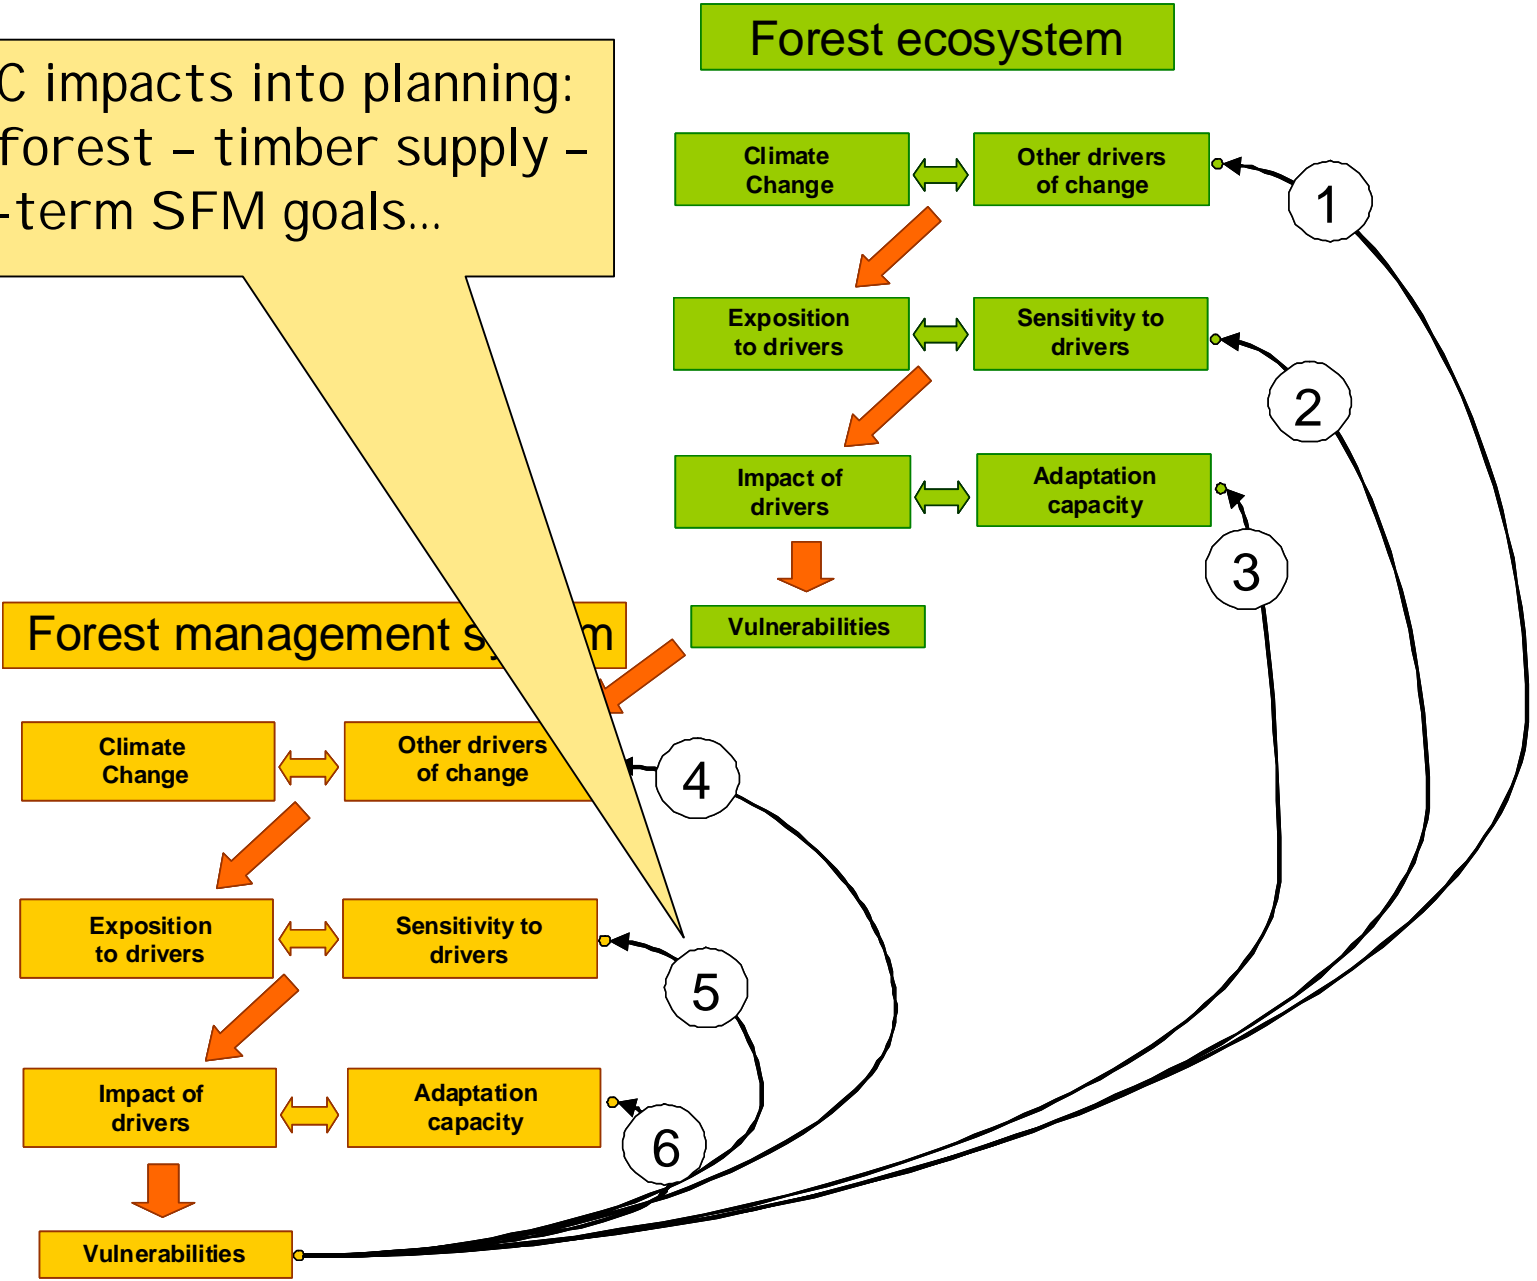 Forest ecosystem
C impacts into planning:
forest – timber supply –
-term SFM goals...
Climate
Change
Other drivers
of change
1
Exposition
to drivers
Sensitivity to
drivers
2
Impact of
drivers
Adaptation
capacity
3
Vulnerabilities
Forest management s m
Climate
Change
Other drivers
of change
4
Exposition
to drivers
Sensitivity to
drivers
5
Impact of
drivers
Adaptation
capacity
6
Vulnerabilities